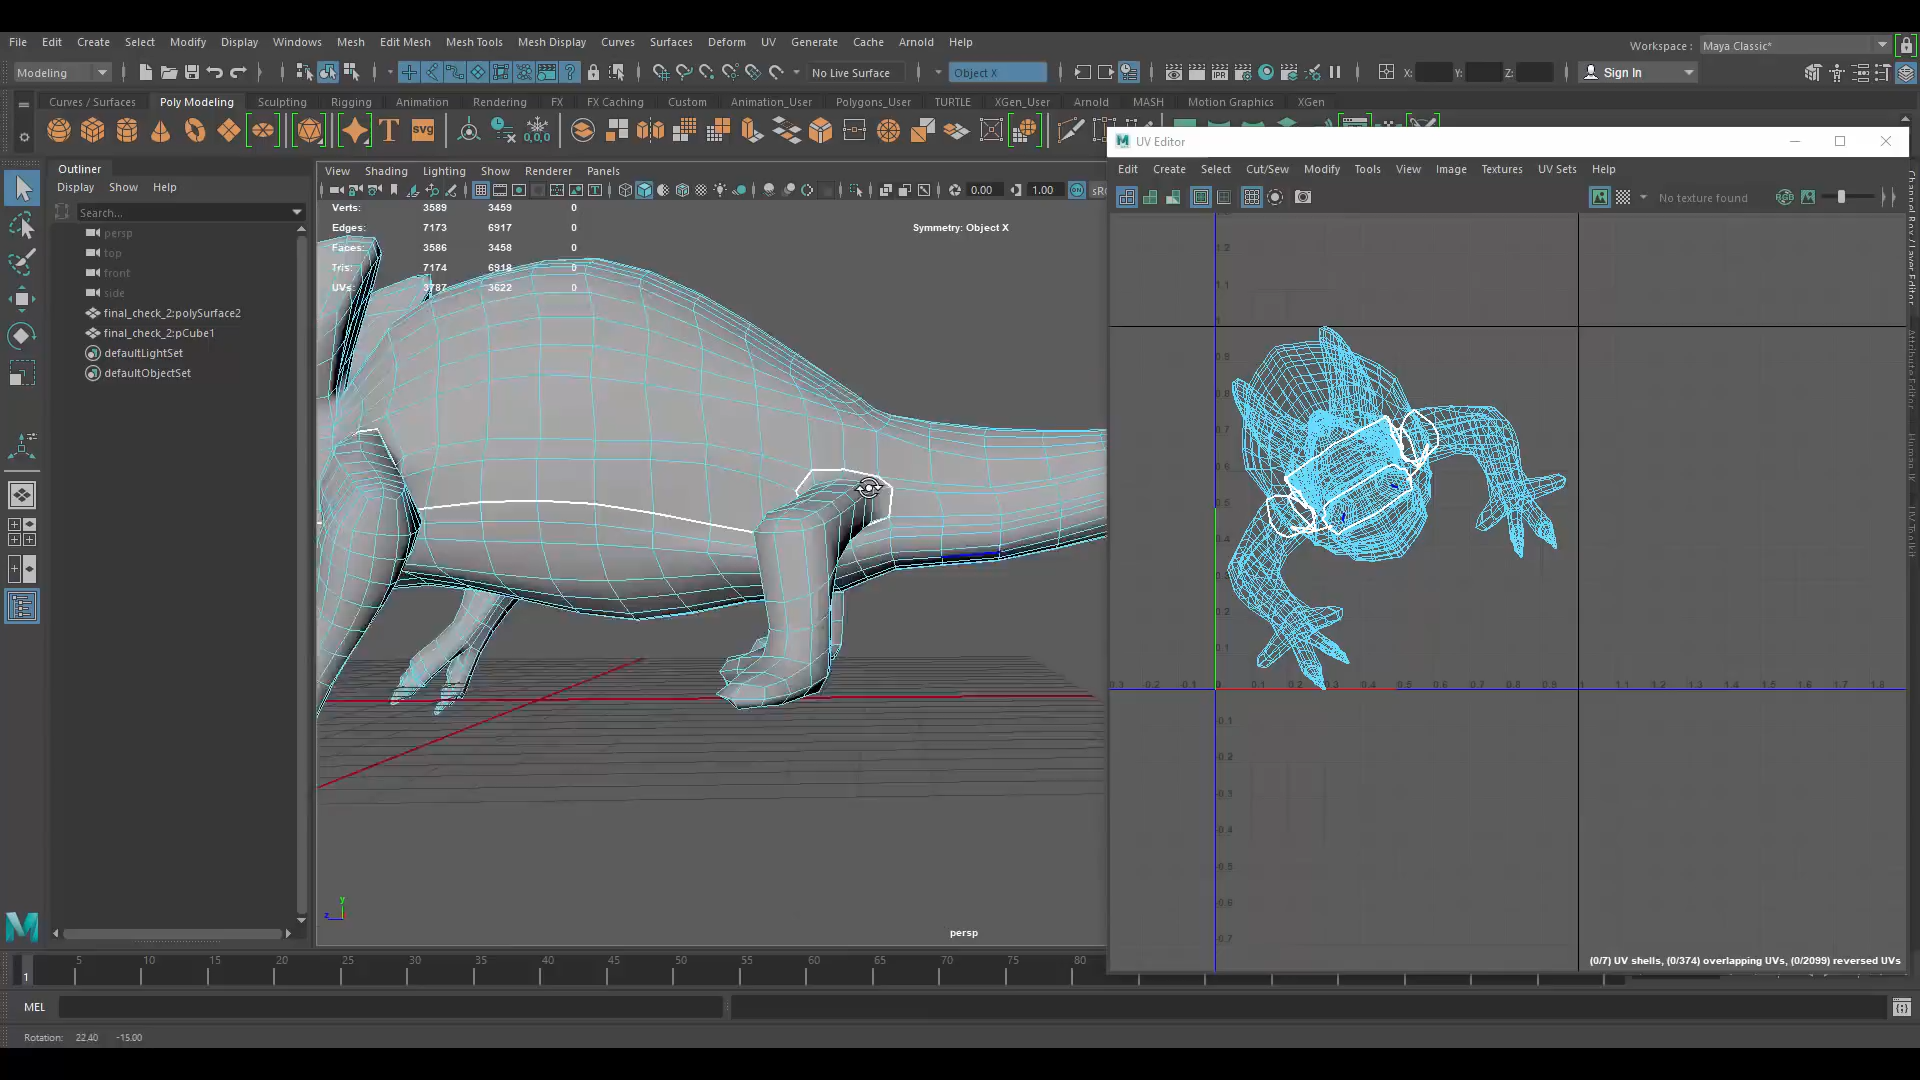 File Edit Create Select Modify Display Windows Mesh Edit Mesh Mesh Tools Mesh Display Curves Surfaces Deform UV Generate Cache Arnold Help
Workspace : Maya Classic*
Modeling No Live Surface Object X X: Y: Z: Sign In
Curves / Surfaces Poly Modeling Sculpting Rigging Animation Rendering FX FX Caching Custom Animation_User Polygons_User TURTLE XGen_User Arnold MASH Motion Graphics XGen
T SVG 0,0,0
UV Editor
Outliner
View Shading Lighting Show Renderer Panels
Edit Create Select Cut/Sew Modify Tools View Image Textures UV Sets Help
Display Show Help
0.00 1.00
No texture found
Search...
Verts: 3589 3459 0
Edges: 7173 6917 0
Symmetry: Object X
Faces: 3586 3458 0
Tris: 7174 6918 0
UVs: 3787 3622 0
persp
top
front
side
final_check_2:polySurface2
final_check_2:pCube1
defaultLightSet
defaultObjectSet
persp
(0/7) UV shells, (0/374) overlapping UVs, (0/2099) reversed UVs
5 10 15 20 25 30 35 40 45 50 55 60 65 70 75 80
1
MEL
Rotation: 22.40 -15.00